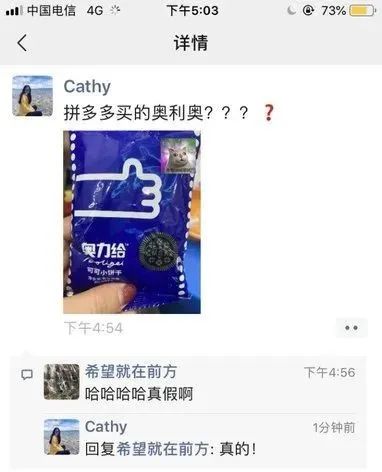 中国电信 4G 下午5:03 73%
详情
Cathy
拼多多买的奥利奥？？？❓
奥力给
Aoligei
可可小饼干
下午4:54
希望就在前方 下午4:56
哈哈哈哈真假啊
Cathy 1分钟前
回复希望就在前方: 真的！